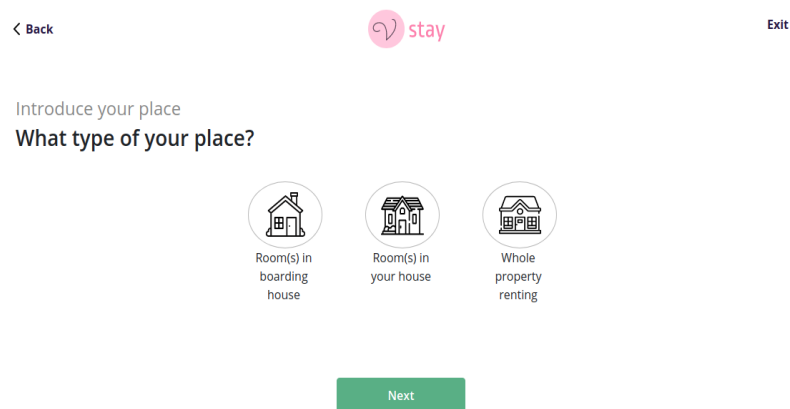 Back
V stay
Exit
Introduce your place
What type of your place?
Room(s) in
boarding
house
Room(s) in
your house
Whole
property
renting
Next